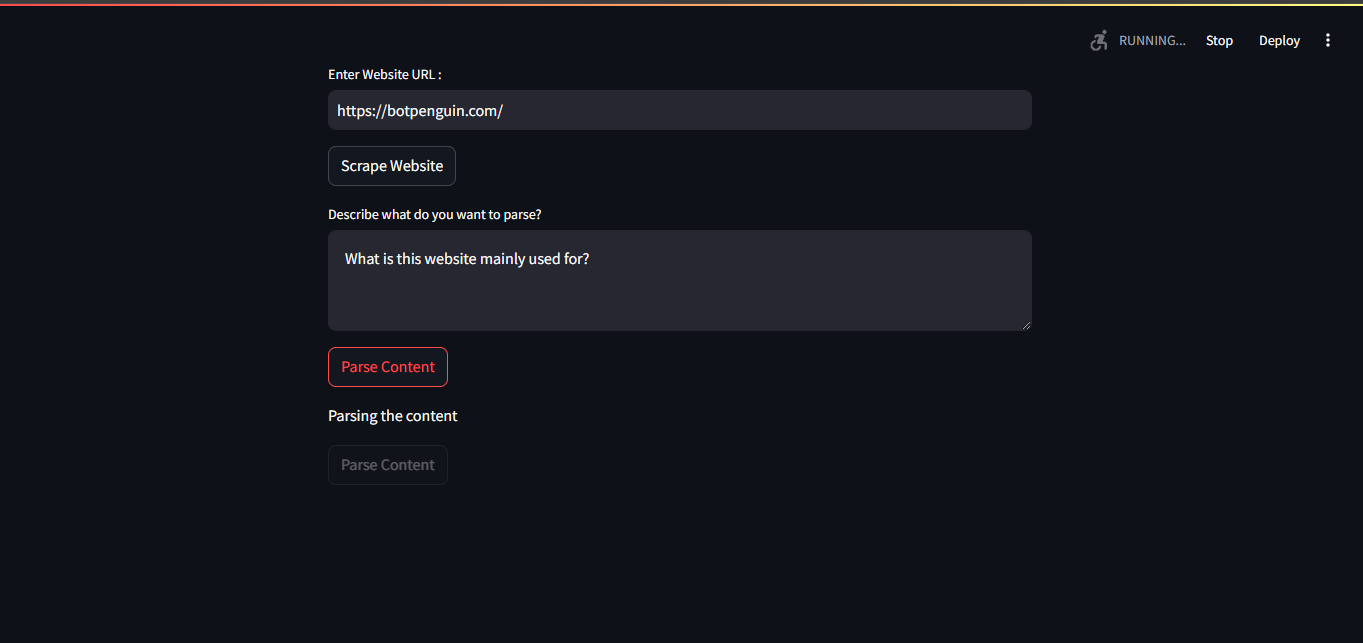 RUNNING... Stop Deploy
Enter Website URL :
https://botpenguin.com/
Scrape Website
Describe what do you want to parse?
What is this website mainly used for?
Parse Content
Parsing the content
Parse Content